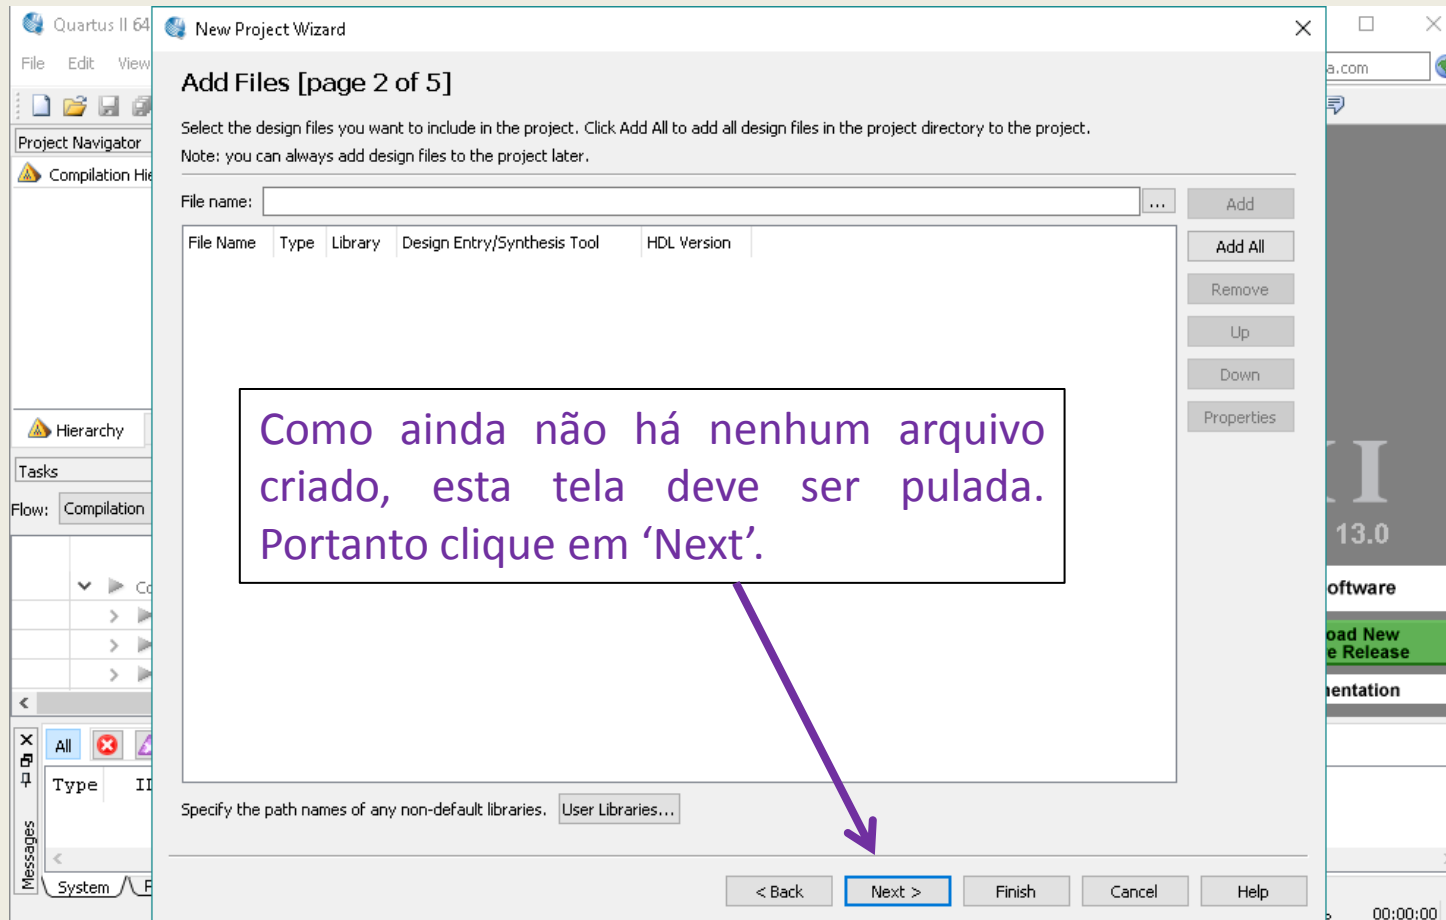 Quartus II 64
New Project Wizard
File Edit View
a.com
Add Files [page 2 of 5]
Select the design files you want to include in the project. Click Add All to add all design files in the project directory to the project.
Note: you can always add design files to the project later.
Project Navigator
Compilation Hie
File name:
...
Add
File Name Type Library Design Entry/Synthesis Tool HDL Version
Add All
Remove
Up
Down
Properties
Como ainda não há nenhum arquivo
criado, esta tela deve ser pulada.
Portanto clique em ‘Next’.
Hierarchy
Tasks
Flow: Compilation
Co
II
13.0
oftware
oad New
e Release
entation
All
Type II
Messages
System
Specify the path names of any non-default libraries. User Libraries...
< Back Next > Finish Cancel Help
00:00:00